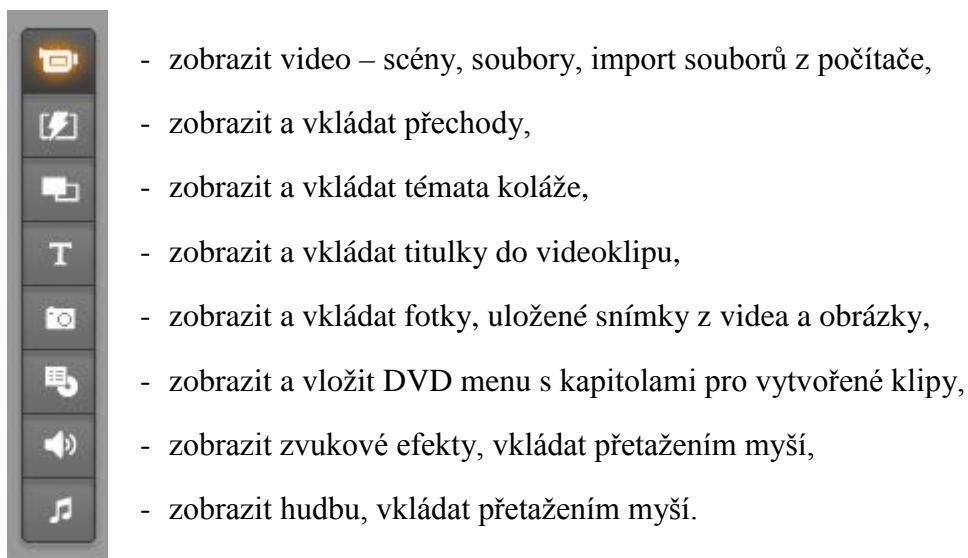 - zobrazit video – scény, soubory, import souborů z počítače,
- zobrazit a vkládat přechody,
- zobrazit a vkládat témata koláže,
T - zobrazit a vkládat titulky do videoklipu,
- zobrazit a vkládat fotky, uložené snímky z videa a obrázky,
- zobrazit a vložit DVD menu s kapitolami pro vytvořené klipy,
- zobrazit zvukové efekty, vkládat přetažením myší,
- zobrazit hudbu, vkládat přetažením myší.